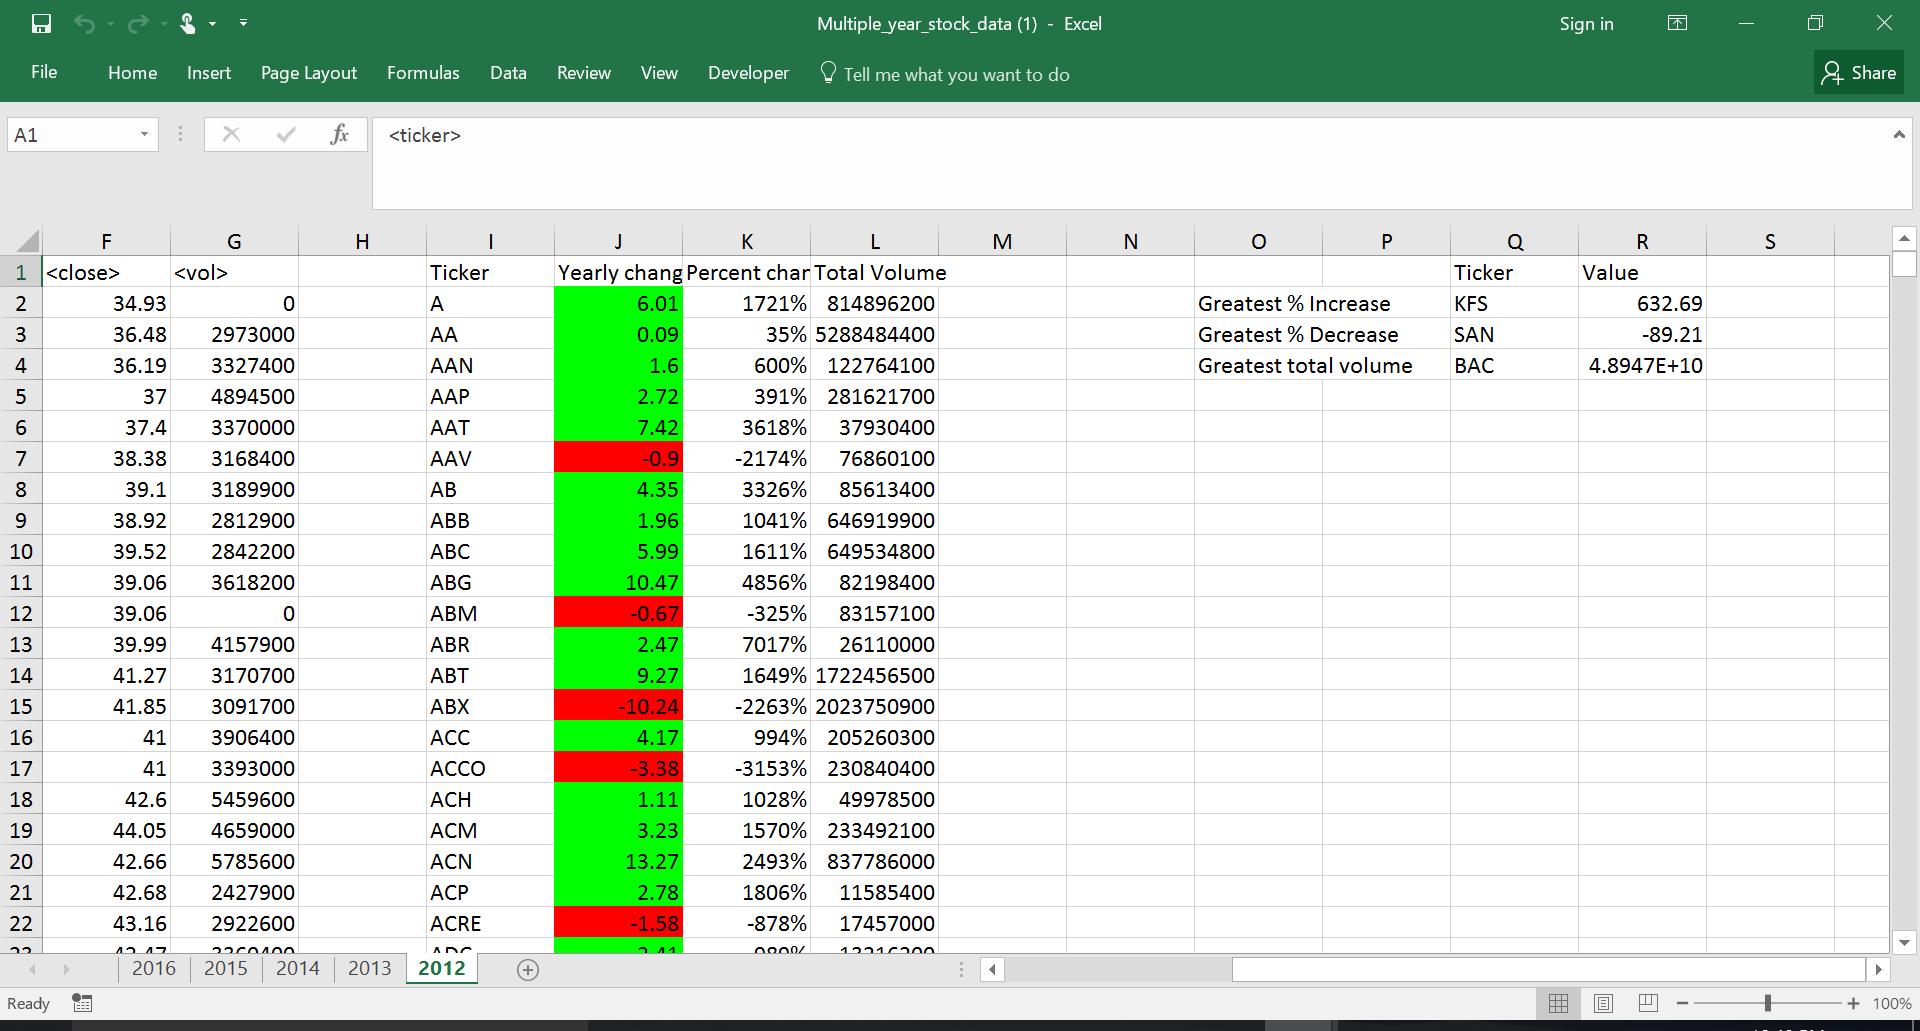 Multiple_year_stock_data (1) - Excel
Sign in
File Home Insert Page Layout Formulas Data Review View Developer Tell me what you want to do Share
A1 fx <ticker>
F G H I J K L M N O P Q R S
1 <close> <vol> Ticker Yearly chang Percent char Total Volume Ticker Value
2 34.93 0 A 6.01 1721% 814896200 Greatest % Increase KFS 632.69
3 36.48 2973000 AA 0.09 35% 5288484400 Greatest % Decrease SAN -89.21
4 36.19 3327400 AAN 1.6 600% 122764100 Greatest total volume BAC 4.8947E+10
5 37 4894500 AAP 2.72 391% 281621700
6 37.4 3370000 AAT 7.42 3618% 37930400
7 38.38 3168400 AAV -0.9 -2174% 76860100
8 39.1 3189900 AB 4.35 3326% 85613400
9 38.92 2812900 ABB 1.96 1041% 646919900
10 39.52 2842200 ABC 5.99 1611% 649534800
11 39.06 3618200 ABG 10.47 4856% 82198400
12 39.06 0 ABM -0.67 -325% 83157100
13 39.99 4157900 ABR 2.47 7017% 26110000
14 41.27 3170700 ABT 9.27 1649% 1722456500
15 41.85 3091700 ABX -10.24 -2263% 2023750900
16 41 3906400 ACC 4.17 994% 205260300
17 41 3393000 ACCO -3.38 -3153% 230840400
18 42.6 5459600 ACH 1.11 1028% 49978500
19 44.05 4659000 ACM 3.23 1570% 233492100
20 42.66 5785600 ACN 13.27 2493% 837786000
21 42.68 2427900 ACP 2.78 1806% 11585400
22 43.16 2922600 ACRE -1.58 -878% 17457000
2016 2015 2014 2013 2012
Ready 100%